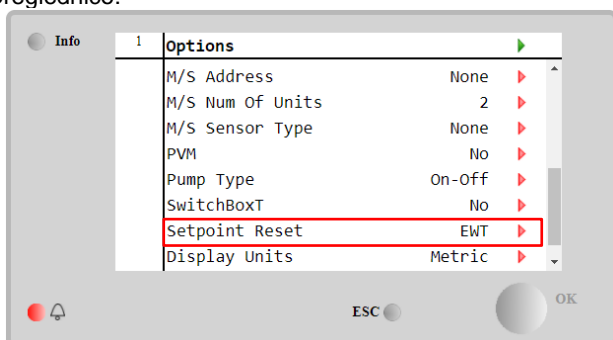 Info
1 Options
M/S Address None
M/S Num Of Units 2
M/S Sensor Type None
PVM No
Pump Type On-Off
SwitchBoxT No
Setpoint Reset EWT
Display Units Metric
ESC
OK